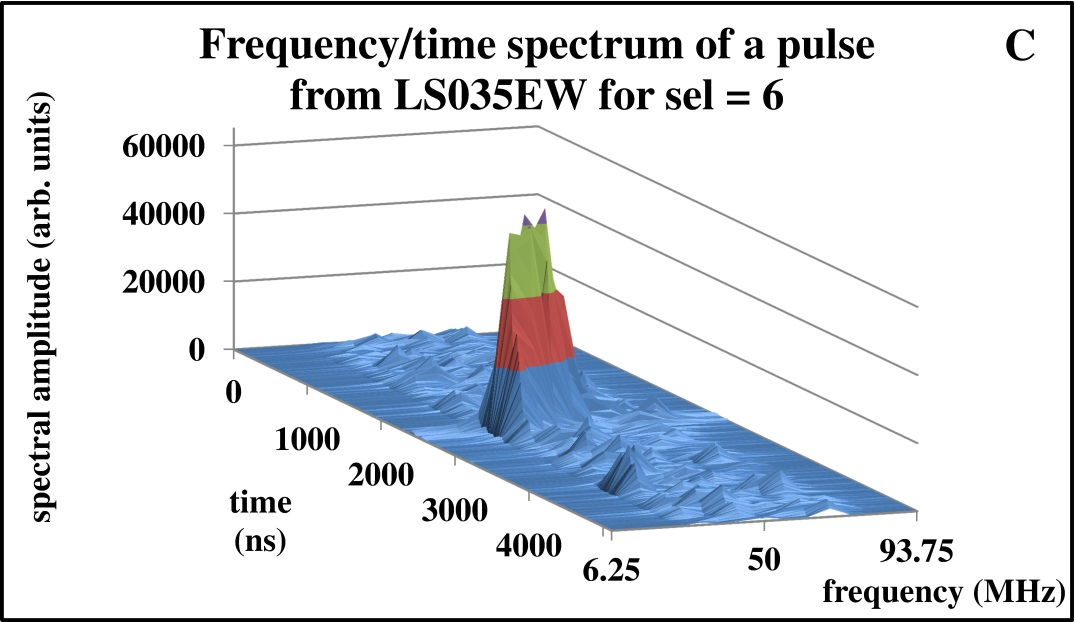 Frequency/time spectrum of a pulse
from LS035EW for sel = 6
C
spectral amplitude (arb. units)
60000
40000
20000
0
0
1000
2000
3000
4000
time
(ns)
6.25
50
93.75
frequency (MHz)